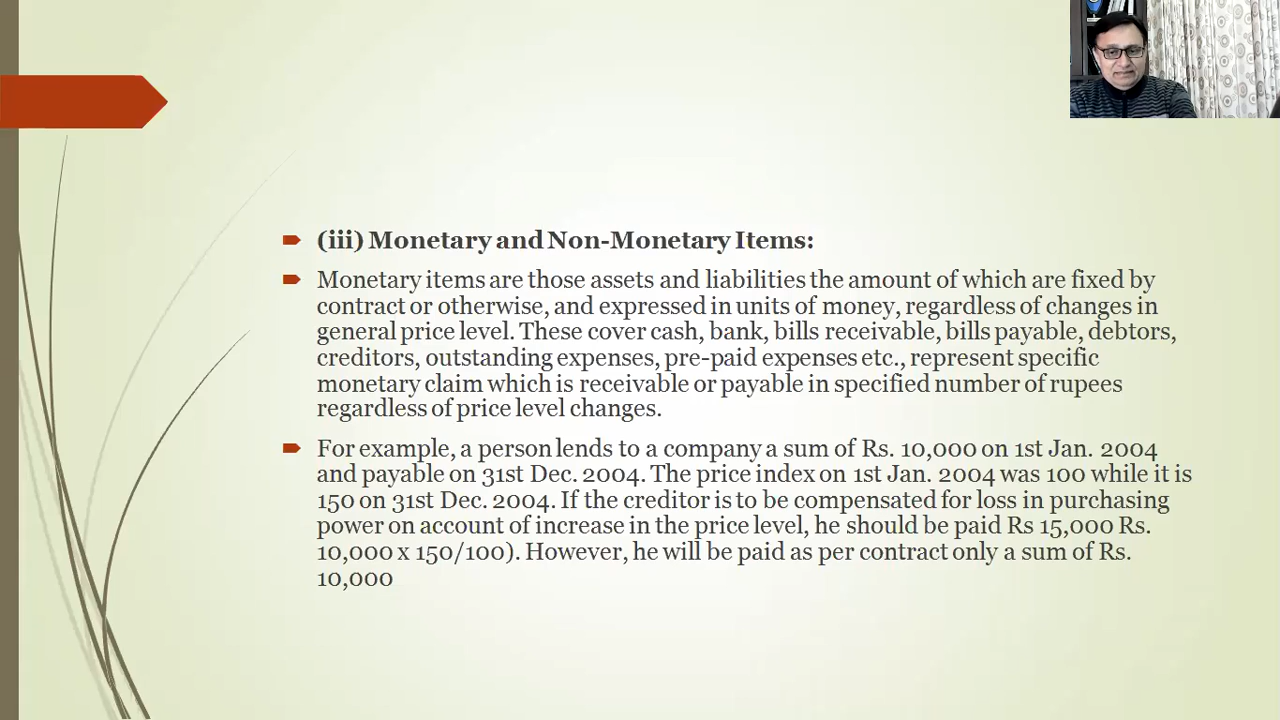 (iii) Monetary and Non-Monetary Items:
Monetary items are those assets and liabilities the amount of which are fixed by
contract or otherwise, and expressed in units of money, regardless of changes in
general price level. These cover cash, bank, bills receivable, bills payable, debtors,
creditors, outstanding expenses, pre-paid expenses etc., represent specific
monetary claim which is receivable or payable in specified number of rupees
regardless of price level changes.
For example, a person lends to a company a sum of Rs. 10,000 on 1st Jan. 2004
and payable on 31st Dec. 2004. The price index on 1st Jan. 2004 was 100 while it is
150 on 31st Dec. 2004. If the creditor is to be compensated for loss in purchasing
power on account of increase in the price level, he should be paid Rs 15,000 Rs.
10,000 x 150/100). However, he will be paid as per contract only a sum of Rs.
10,000